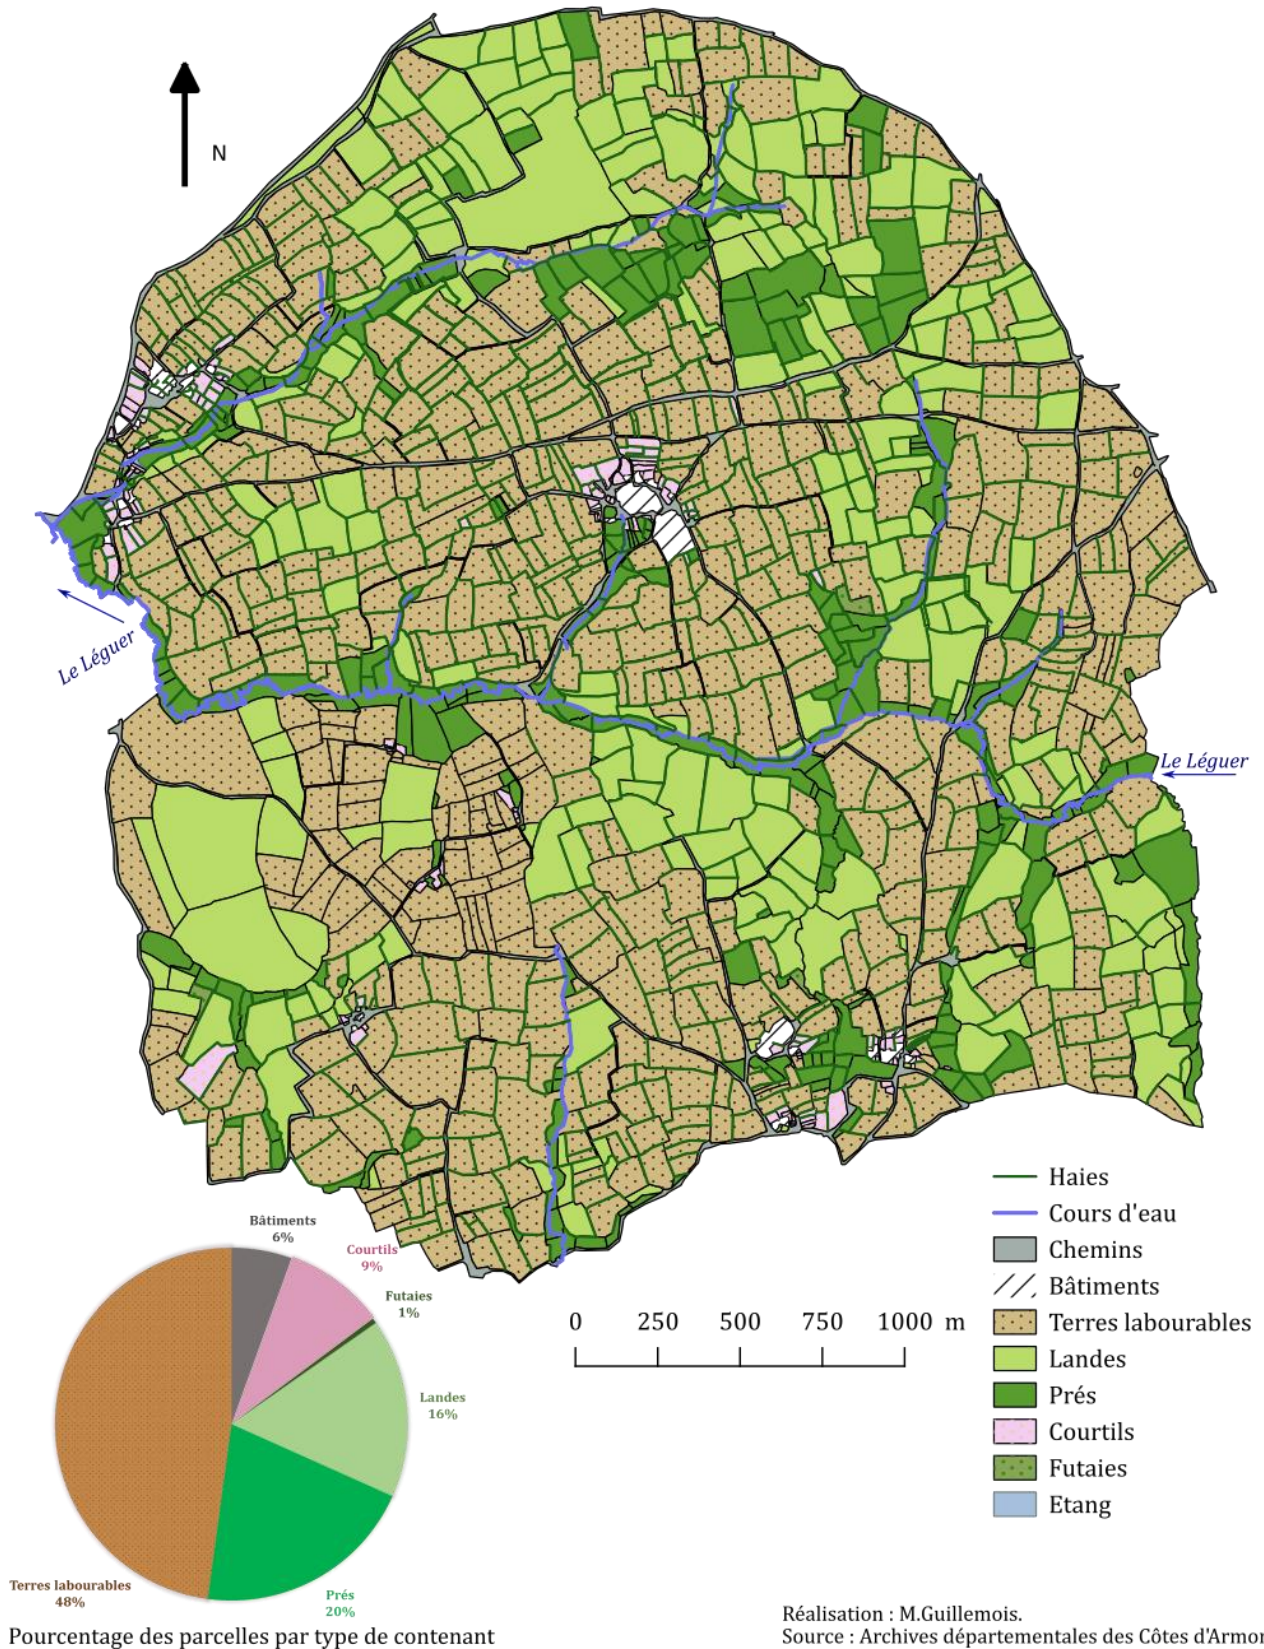 N
Le Léguer
Le Léguer
Haies
Cours d'eau
Chemins
Bâtiments
Terres labourables
Landes
Prés
Courtils
Futaies
Etang
0 250 500 750 1000 m
Bâtiments
6%
Courtils
9%
Futaies
1%
Landes
16%
Prés
20%
Terres labourables
48%
Pourcentage des parcelles par type de contenant
Réalisation : M.Guillemois.
Source : Archives départementales des Côtes d'Armor